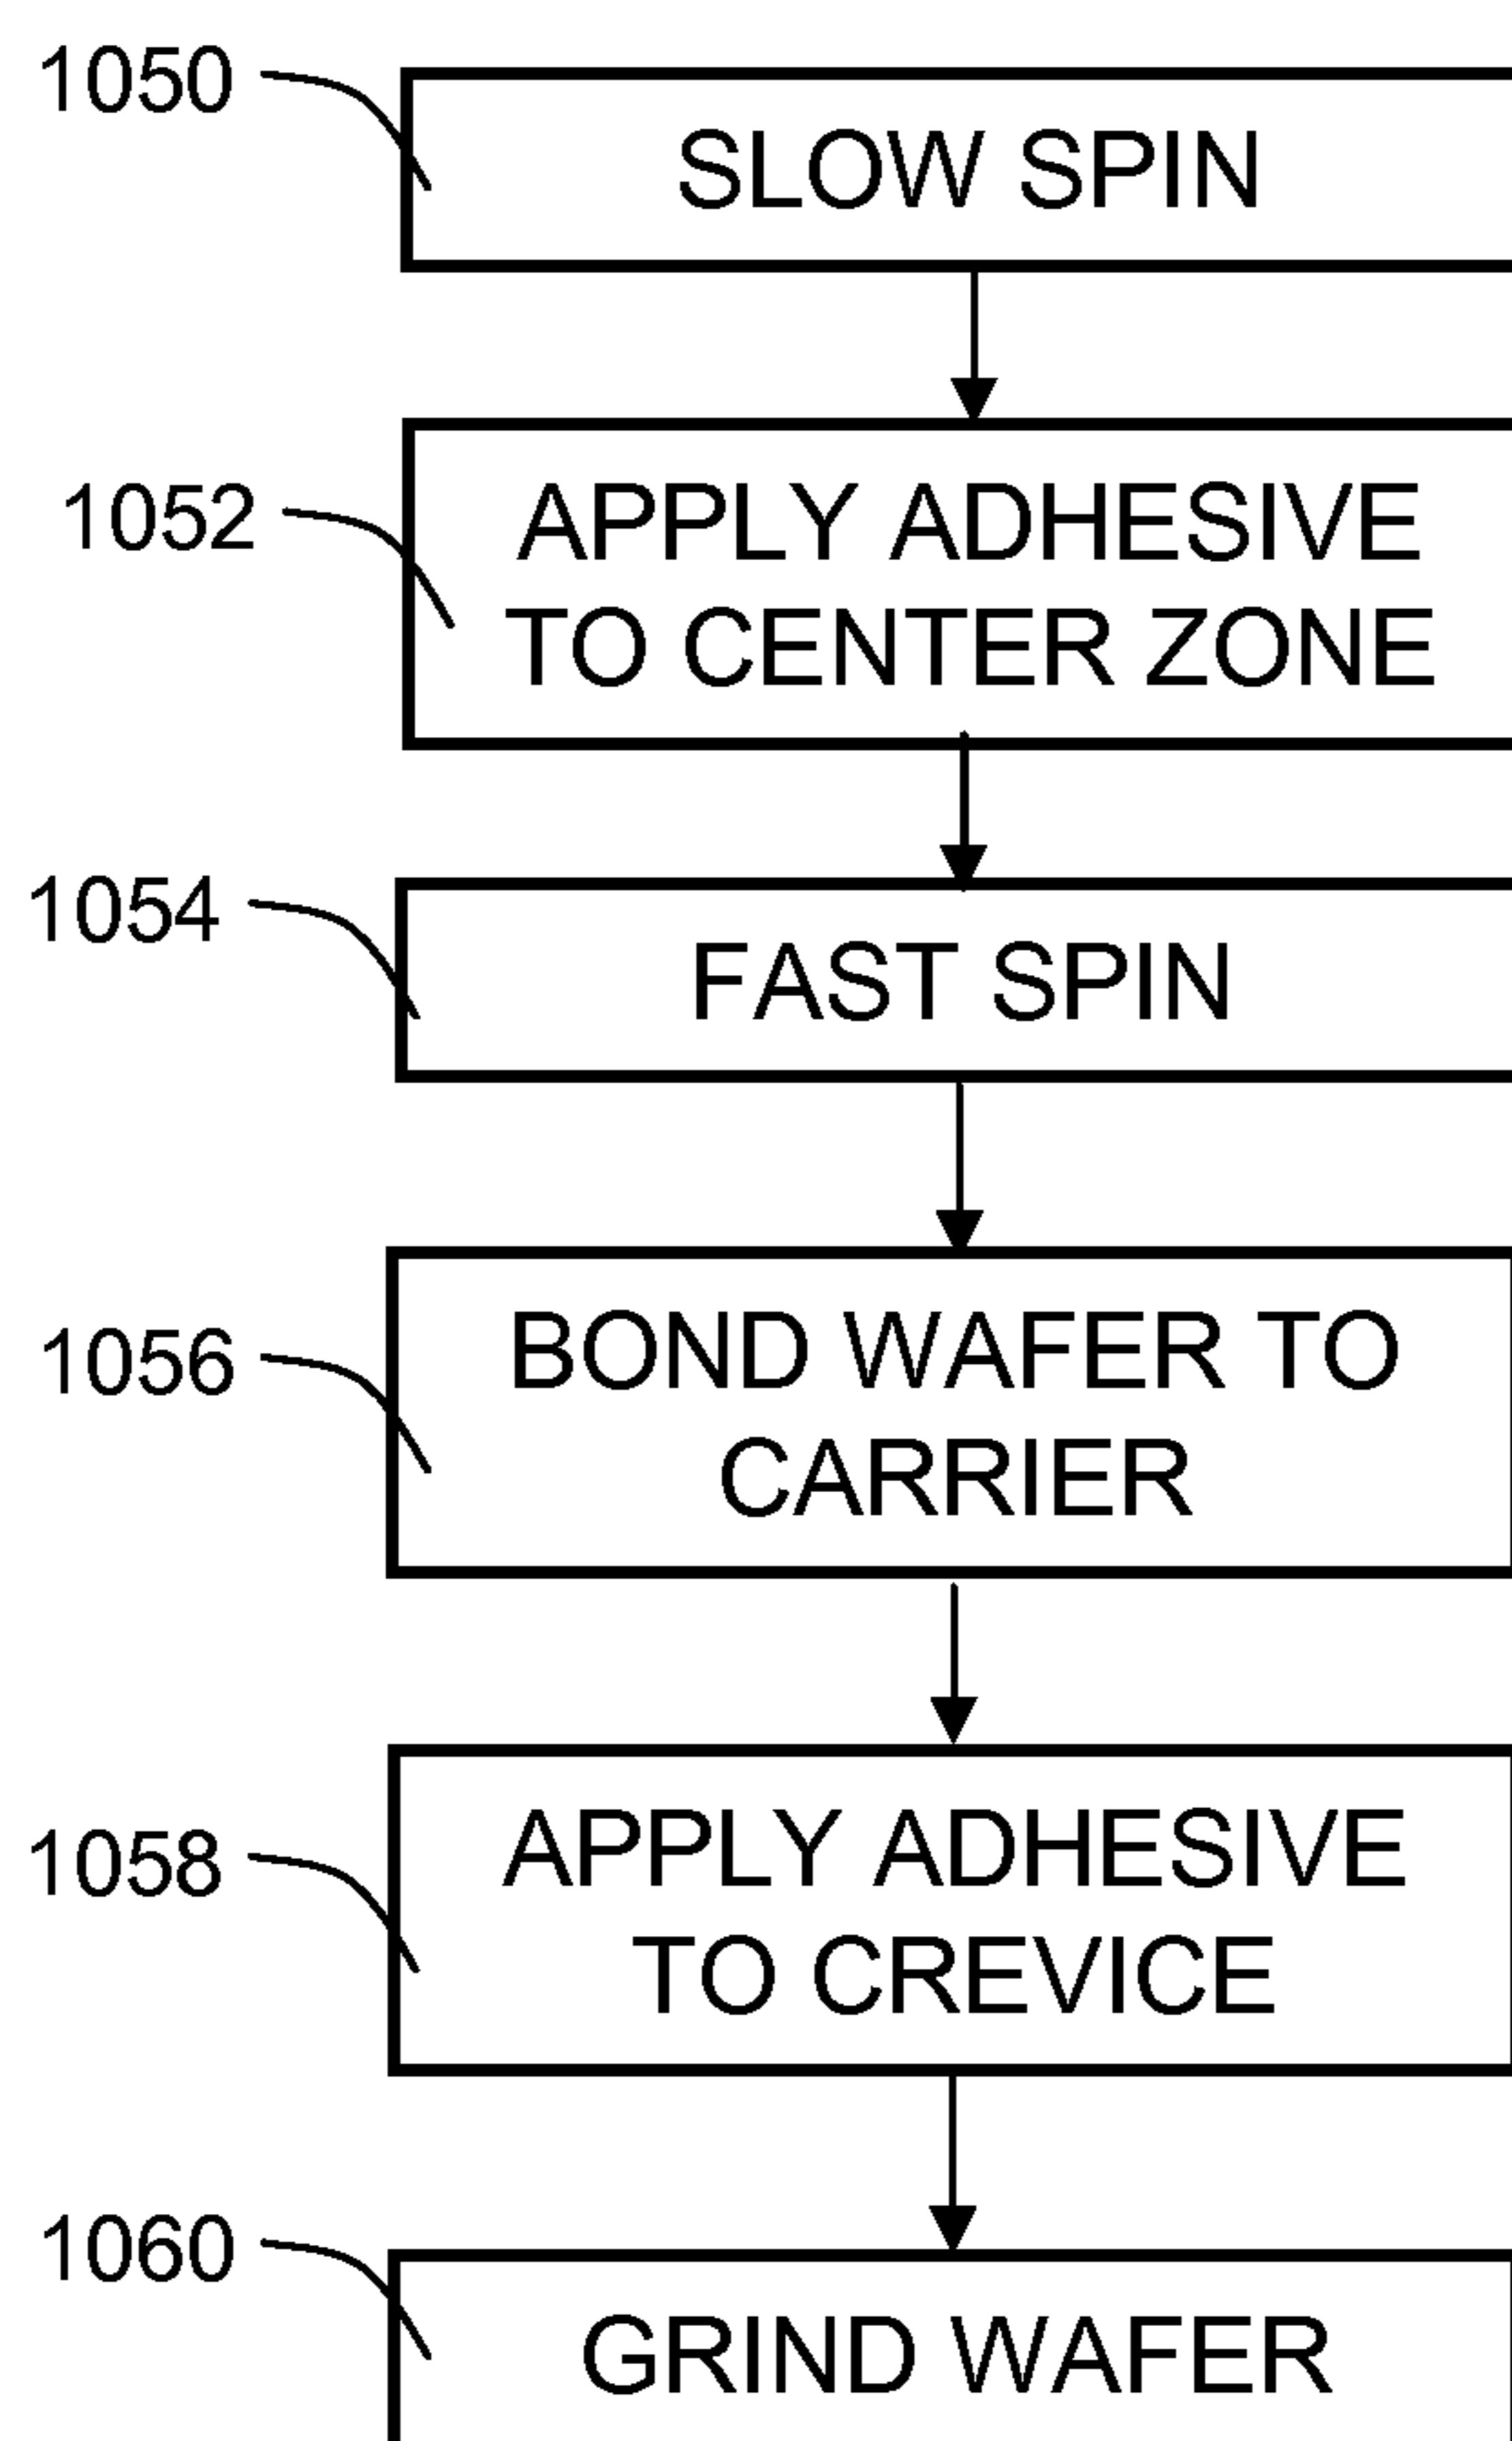 1050
SLOW SPIN
1052
APPLY ADHESIVE
TO CENTER ZONE
1054
FAST SPIN
1056
BOND WAFER TO
CARRIER
1058
APPLY ADHESIVE
TO CREVICE
1060
GRIND WAFER